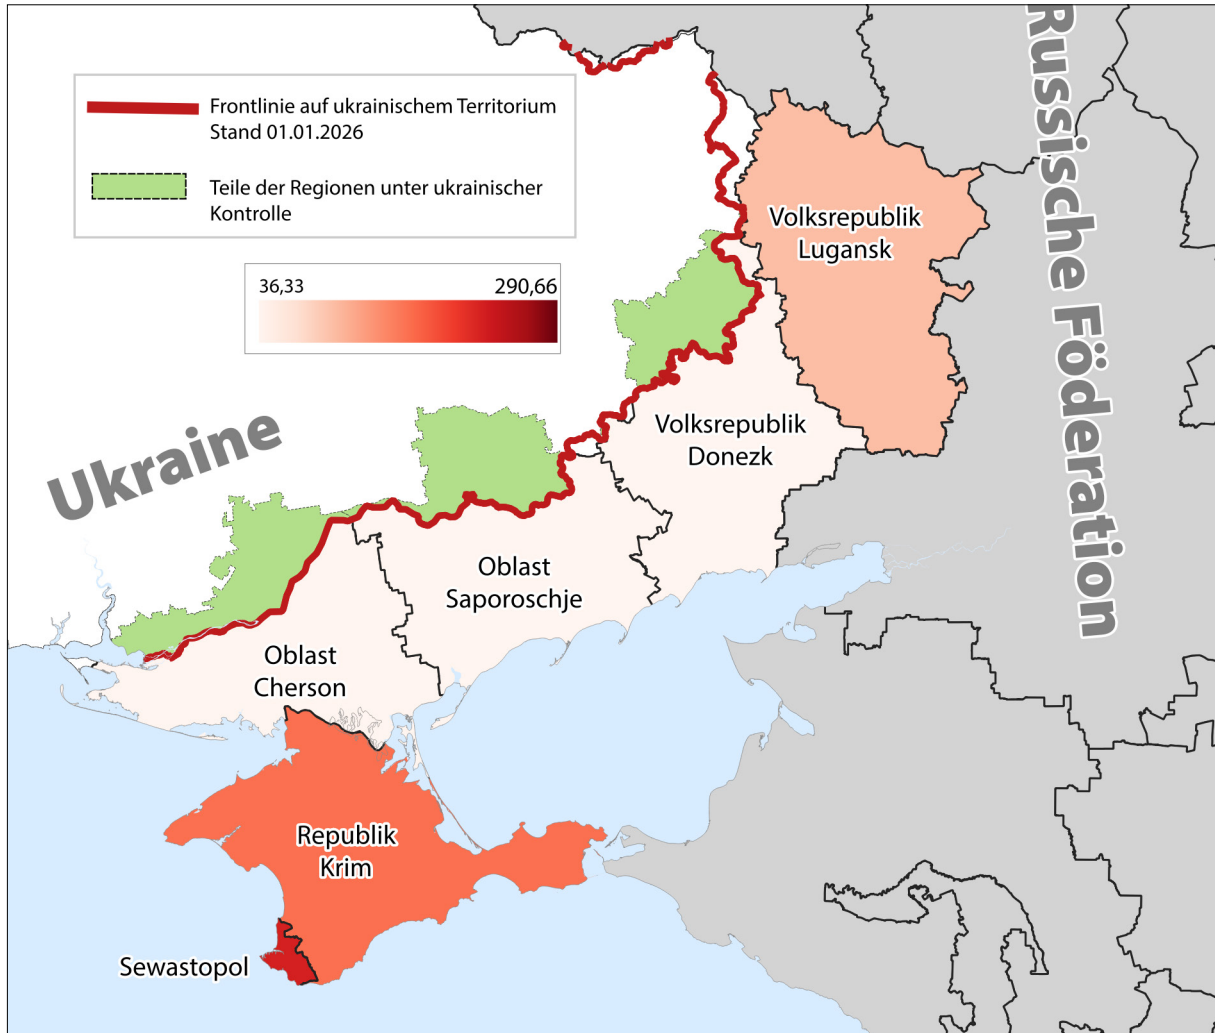 Russische Föderation
Frontlinie auf ukrainischem Territorium
Stand 01.01.2026
Teile der Regionen unter ukrainischer
Kontrolle
36,33
290,66
Volksrepublik
Lugansk
Ukraine
Volksrepublik
Donezk
Oblast
Saporoschje
Oblast
Cherson
Republik
Krim
Sewastopol